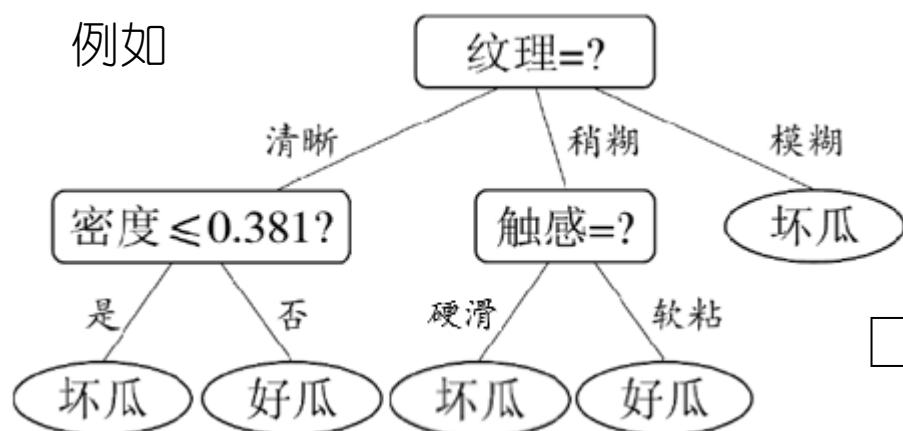 例如
纹理=?
清晰
稍糊
模糊
密度≤0.381?
触感=?
坏瓜
是
否
硬滑
软粘
坏瓜
好瓜
坏瓜
好瓜